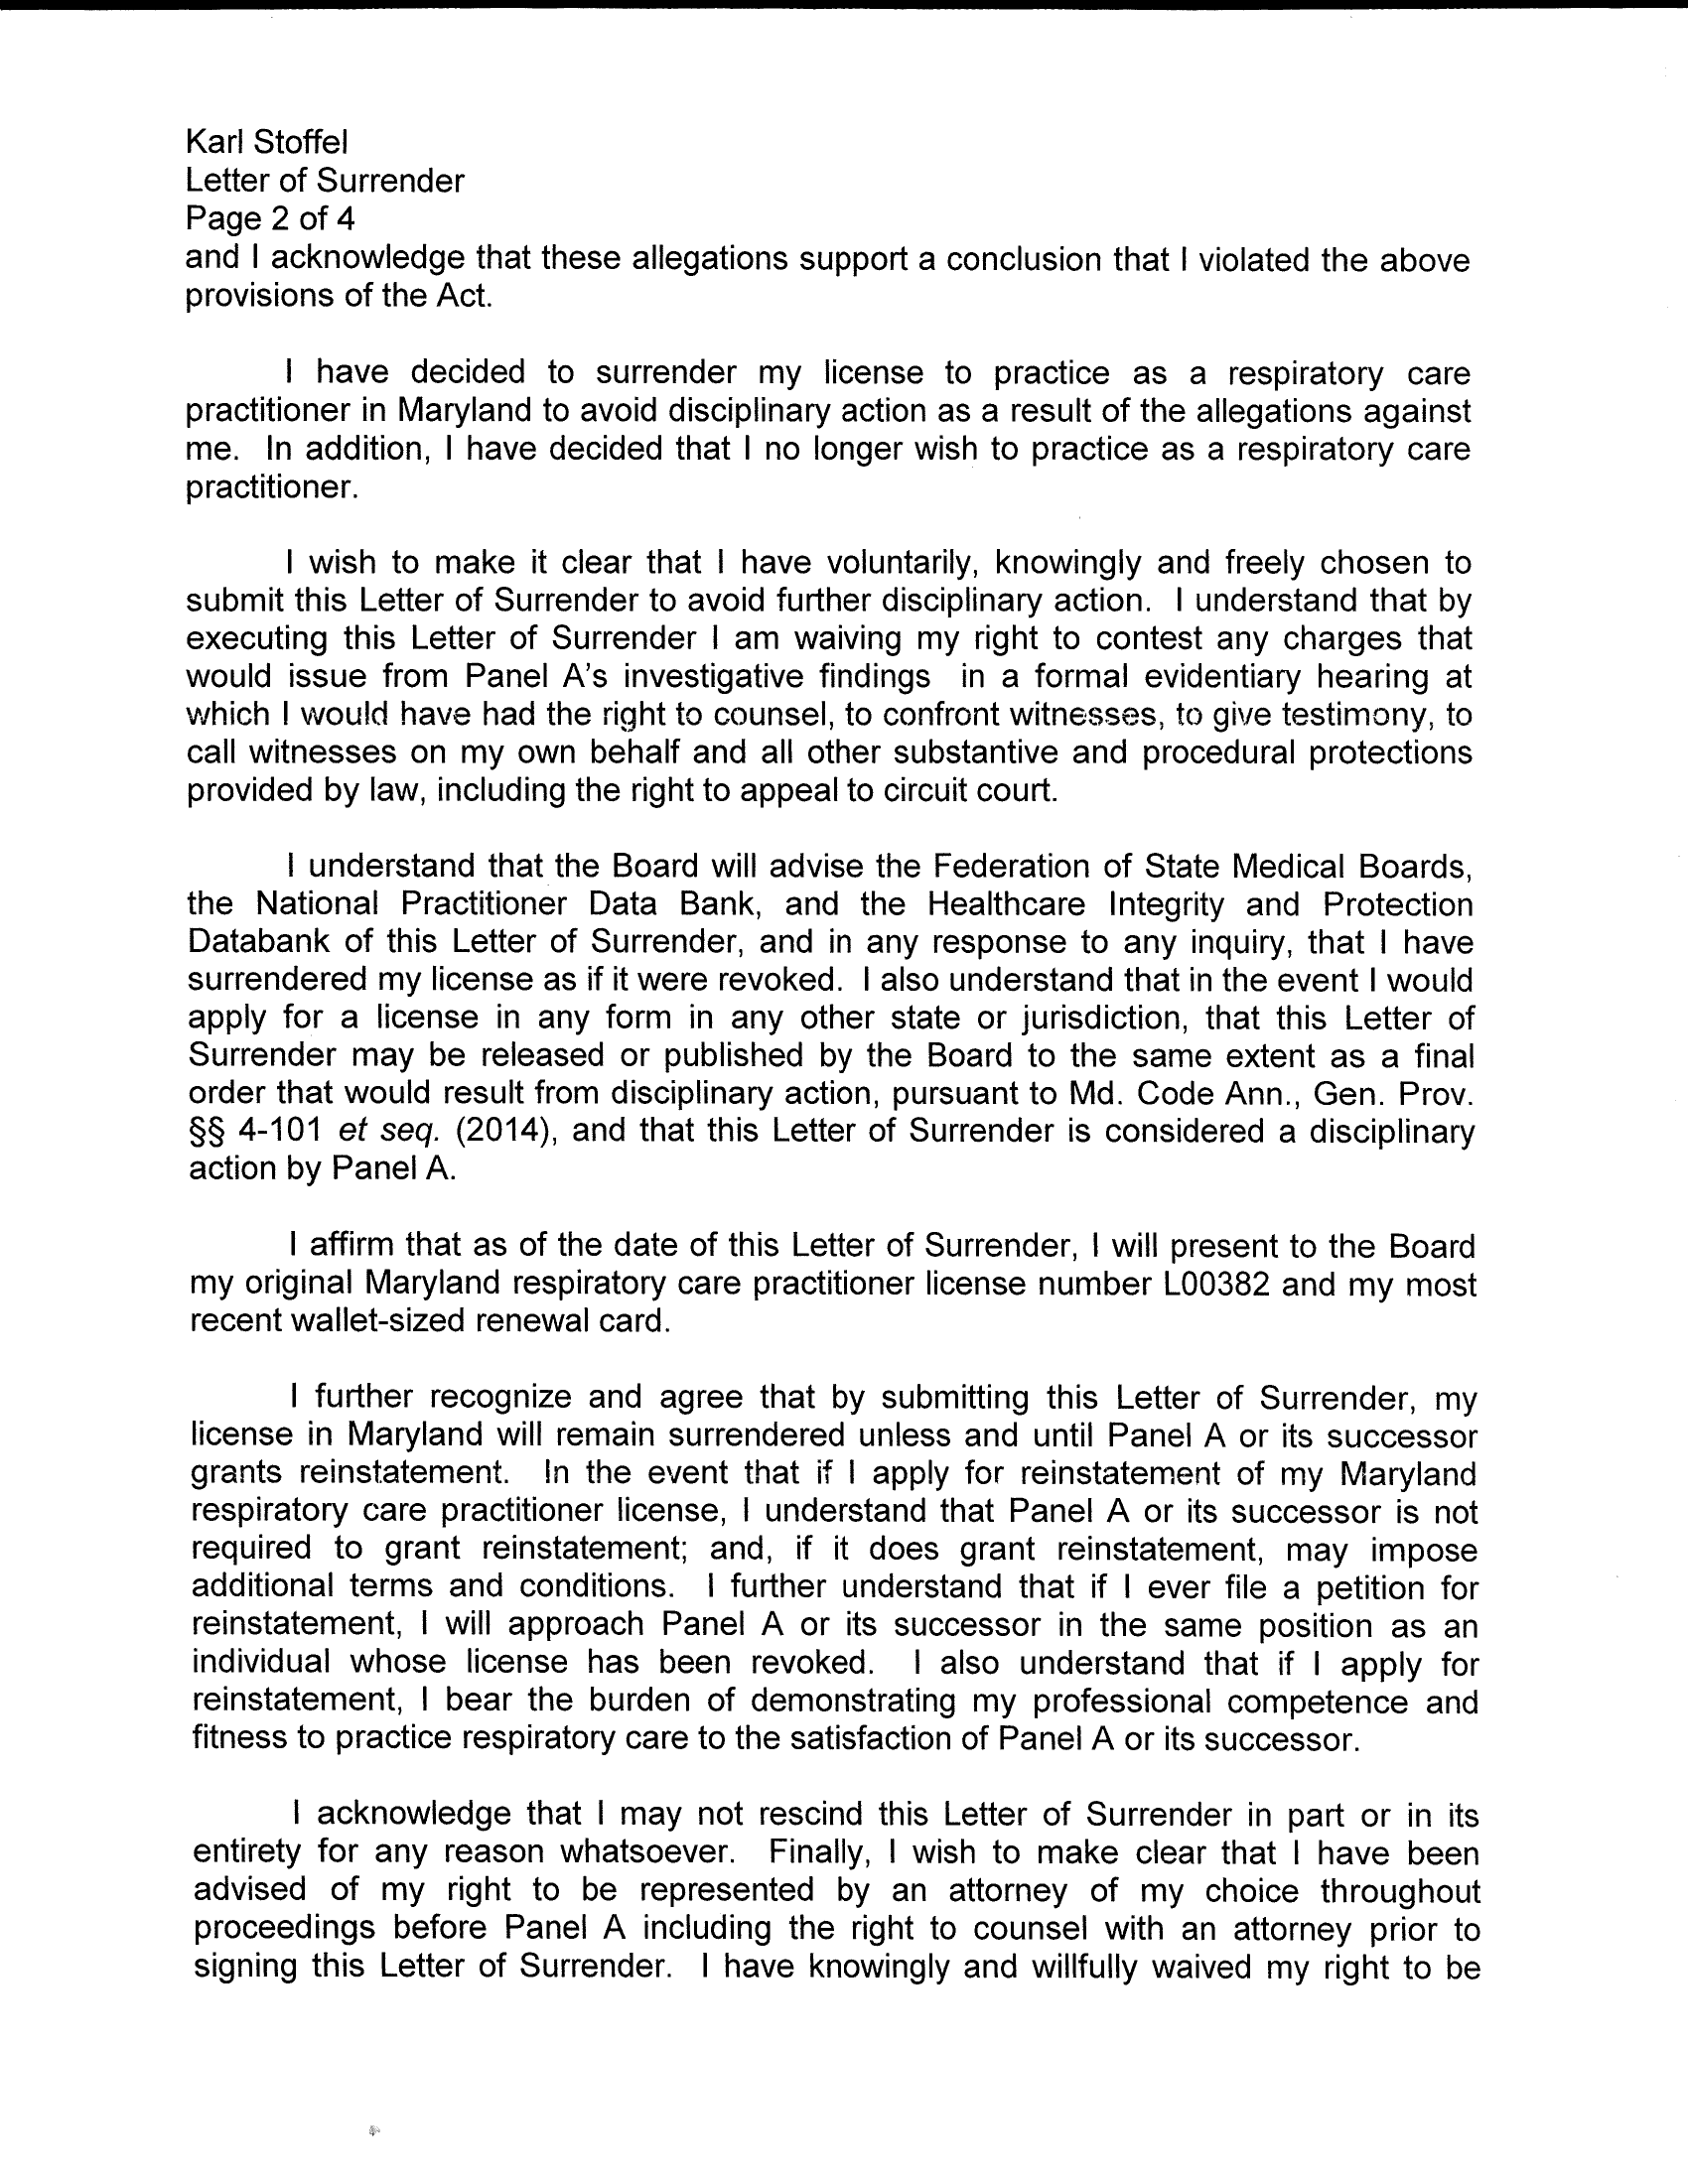 Karl Stoffel
Letter of Surrender
Page 2 of 4
and I acknowledge that these allegations support a conclusion that I violated the above
provisions of the Act.
I have decided to surrender my license to practice as a respiratory care
practitioner in Maryland to avoid disciplinary action as a result of the allegations against
me. In addition, I have decided that I no longer wish to practice as a respiratory care
practitioner.
I wish to make it clear that I have voluntarily, knowingly and freely chosen to
submit this Letter of Surrender to avoid further disciplinary action. I understand that by
executing this Letter of Surrender I am waiving my right to contest any charges that
would issue from Panel A's investigative findings in a formal evidentiary hearing at
which I would have had the right to counsel, to confront witnesses, to give testimony, to
call witnesses on my own behalf and all other substantive and procedural protections
provided by law, including the right to appeal to circuit court.
I understand that the Board will advise the Federation of State Medical Boards,
the National Practitioner Data Bank, and the Healthcare Integrity and Protection
Databank of this Letter of Surrender, and in any response to any inquiry, that I have
surrendered my license as if it were revoked. I also understand that in the event I would
apply for a license in any form in any other state or jurisdiction, that this Letter of
Surrender may be released or published by the Board to the same extent as a final
order that would result from disciplinary action, pursuant to Md. Code Ann., Gen. Prov.
§§ 4-101 et seq. (2014), and that this Letter of Surrender is considered a disciplinary
action by Panel A.
I affirm that as of the date of this Letter of Surrender, I will present to the Board
my original Maryland respiratory care practitioner license number L00382 and my most
recent wallet-sized renewal card.
I further recognize and agree that by submitting this Letter of Surrender, my
license in Maryland will remain surrendered unless and until Panel A or its successor
grants reinstatement. In the event that if I apply for reinstatement of my Maryland
respiratory care practitioner license, I understand that Panel A or its successor is not
required to grant reinstatement; and, if it does grant reinstatement, may impose
additional terms and conditions. I further understand that if I ever file a petition for
reinstatement, I will approach Panel A or its successor in the same position as an
individual whose license has been revoked. I also understand that if I apply for
reinstatement, I bear the burden of demonstrating my professional competence and
fitness to practice respiratory care to the satisfaction of Panel A or its successor.
I acknowledge that I may not rescind this Letter of Surrender in part or in its
entirety for any reason whatsoever. Finally, I wish to make clear that I have been
advised of my right to be represented by an attorney of my choice throughout
proceedings before Panel A including the right to counsel with an attorney prior to
signing this Letter of Surrender. I have knowingly and willfully waived my right to be